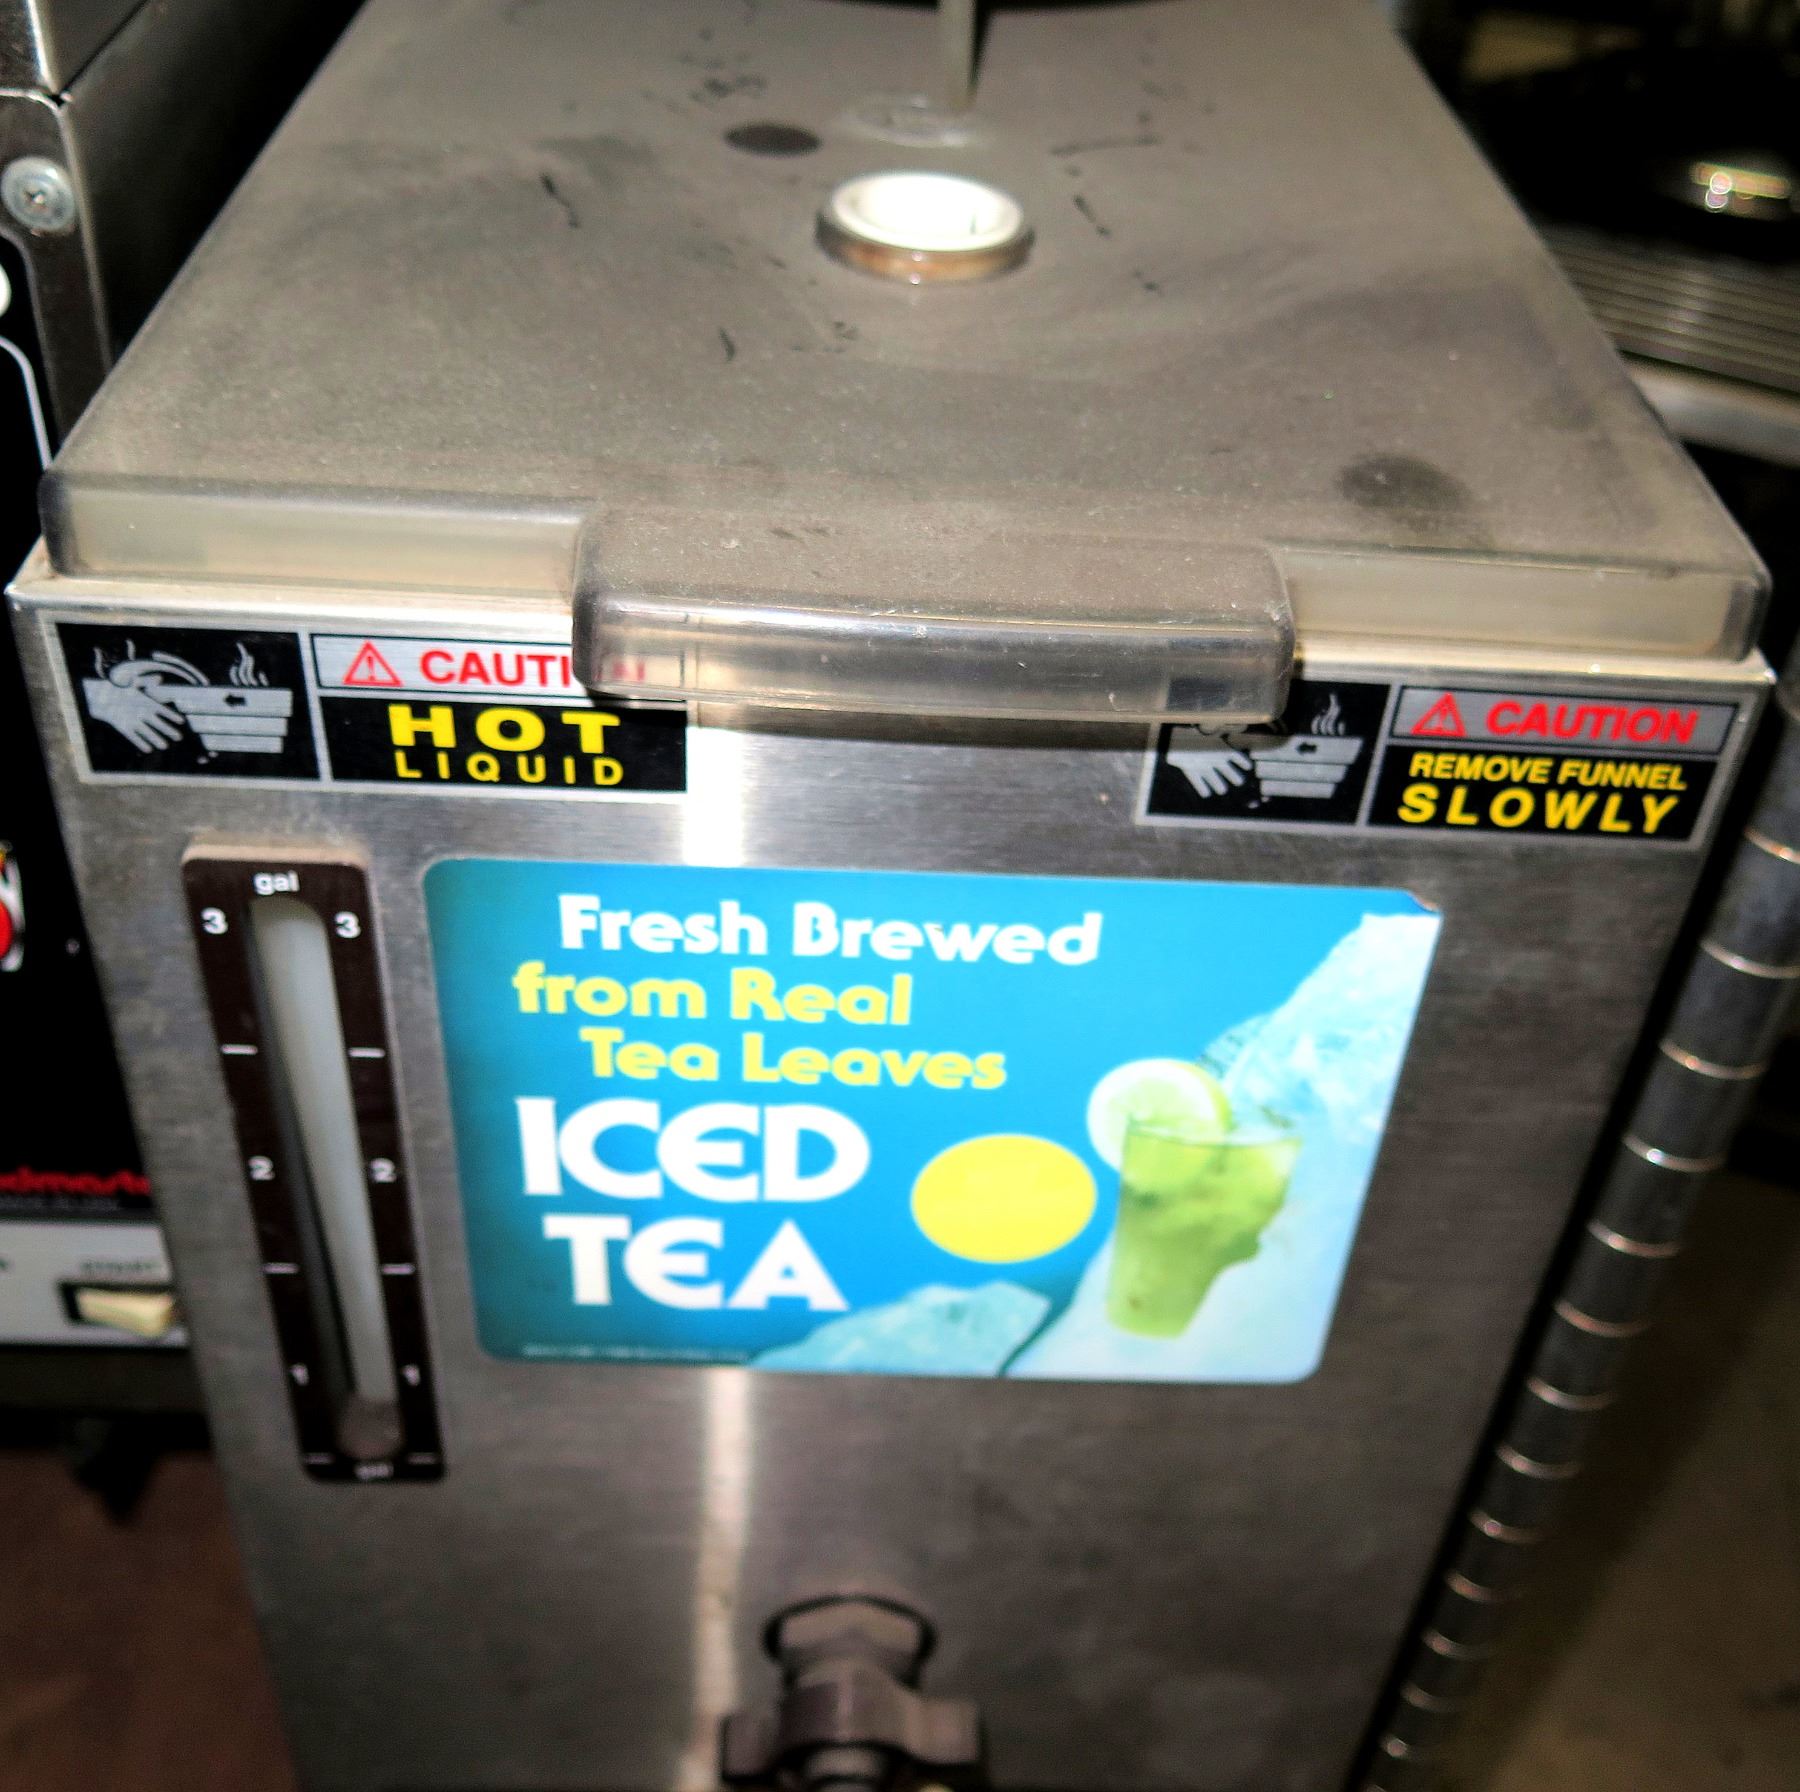 CAUTI
HOT
LIQUID
CAUTION
REMOVE FUNNEL
SLOWLY
gal
3 3
2 2
1 1
gal
Fresh Brewed
from Real
Tea Leaves
ICED
TEA